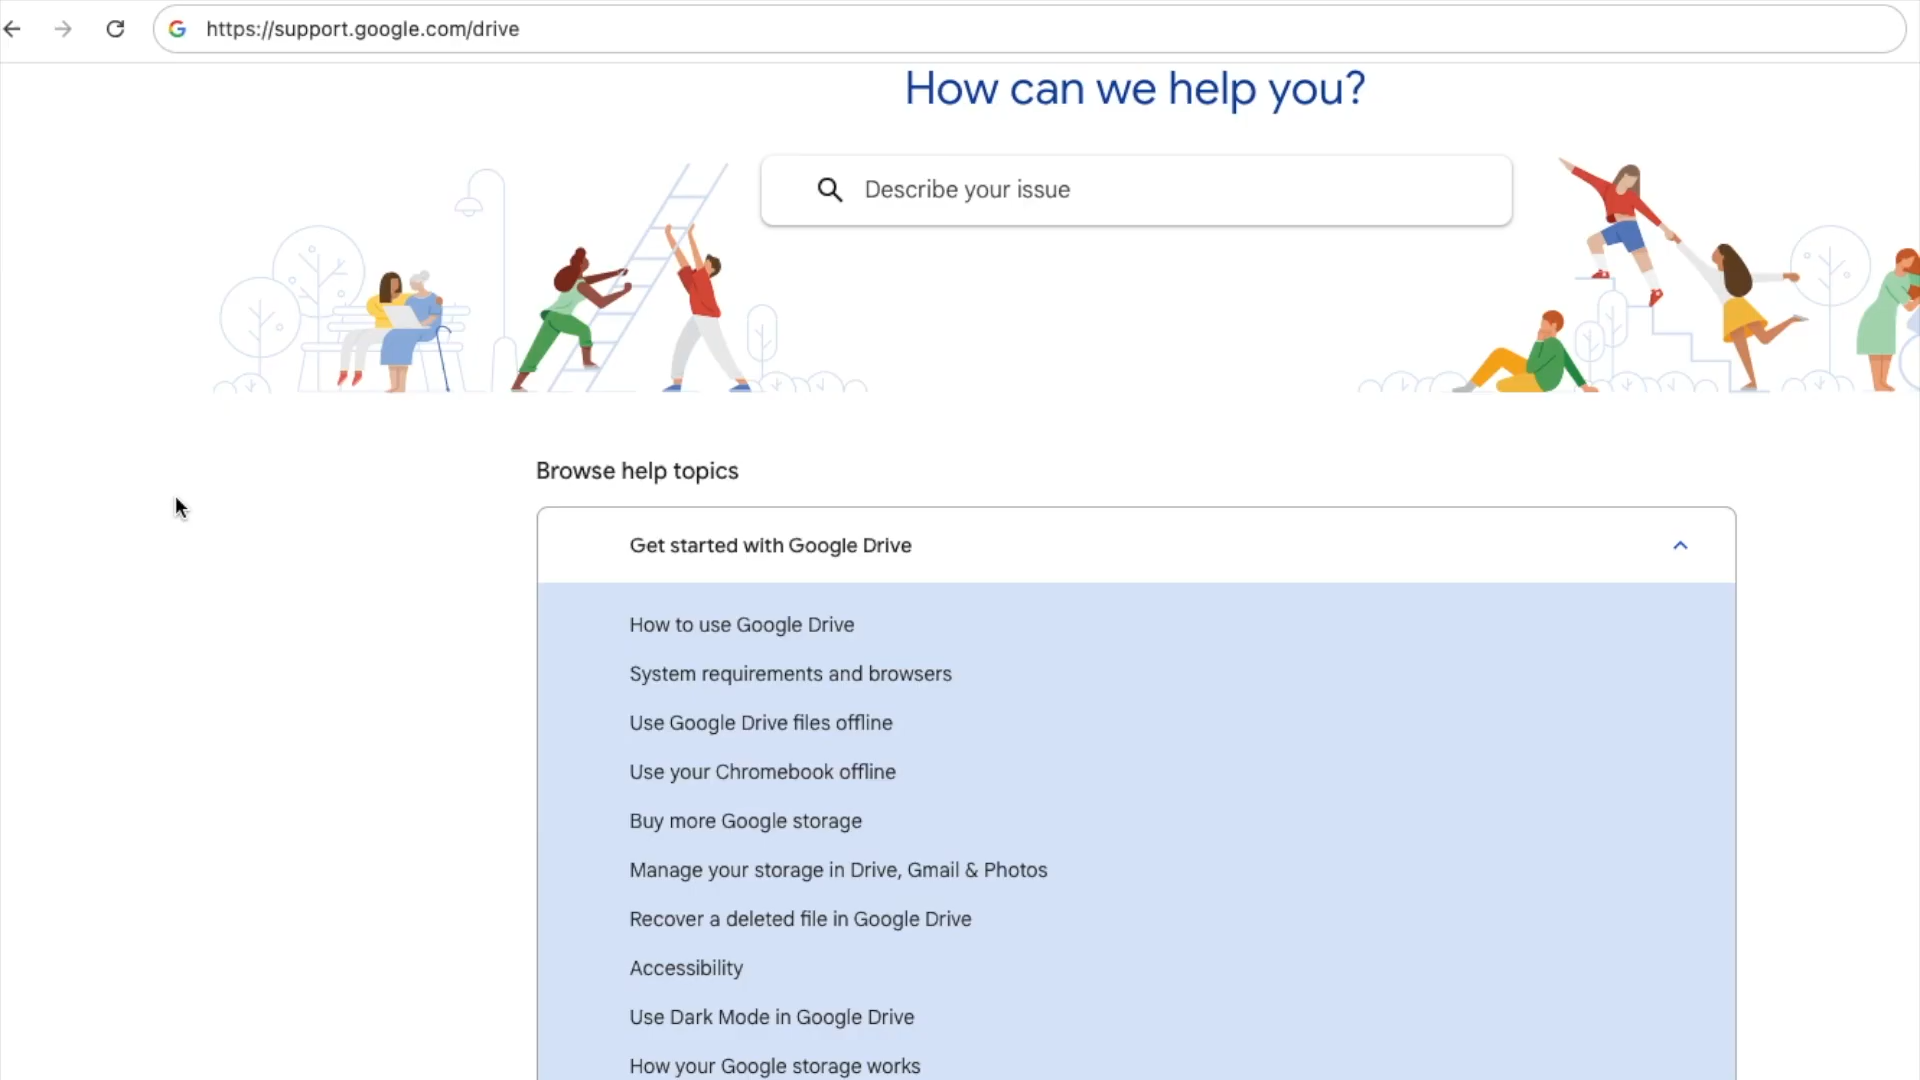 https://support.google.com/drive
How can we help you?
Describe your issue
Browse help topics
Get started with Google Drive
How to use Google Drive
System requirements and browsers
Use Google Drive files offline
Use your Chromebook offline
Buy more Google storage
Manage your storage in Drive, Gmail & Photos
Recover a deleted file in Google Drive
Accessibility
Use Dark Mode in Google Drive
How your Google storage works